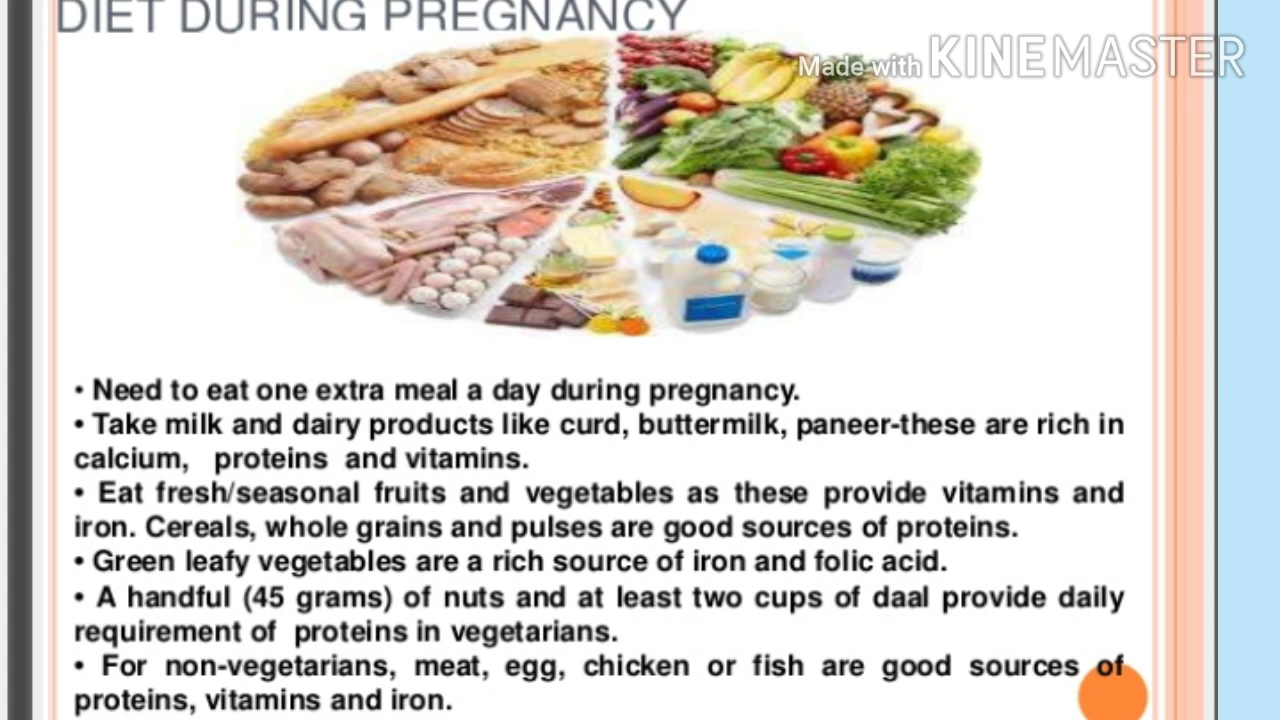 DIET DURING PREGNANCY
Made with KINEMASTER
• Need to eat one extra meal a day during pregnancy.
• Take milk and dairy products like curd, buttermilk, paneer-these are rich in
calcium, proteins and vitamins.
• Eat fresh/seasonal fruits and vegetables as these provide vitamins and
iron. Cereals, whole grains and pulses are good sources of proteins.
• Green leafy vegetables are a rich source of iron and folic acid.
• A handful (45 grams) of nuts and at least two cups of daal provide daily
requirement of proteins in vegetarians.
• For non-vegetarians, meat, egg, chicken or fish are good sources of
proteins, vitamins and iron.